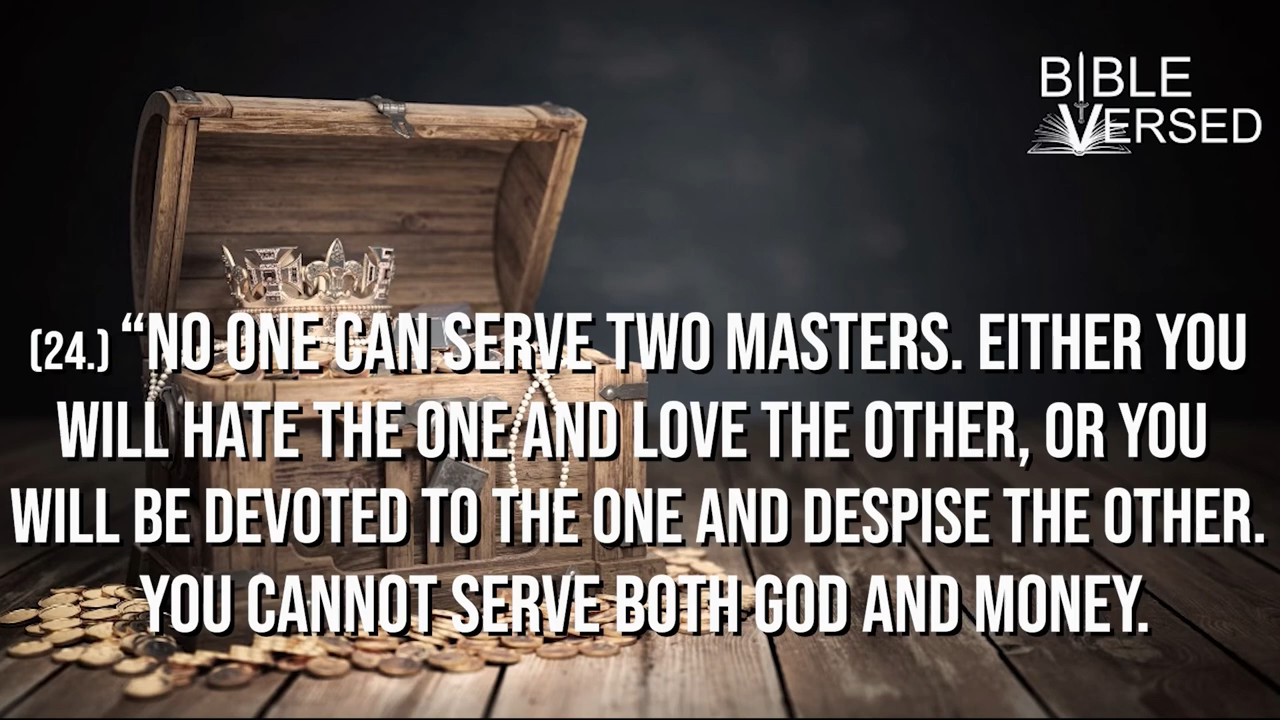 BIBLE
VERSED
(24.) “NO ONE CAN SERVE TWO MASTERS. EITHER YOU
WILL HATE THE ONE AND LOVE THE OTHER, OR YOU
WILL BE DEVOTED TO THE ONE AND DESPISE THE OTHER.
YOU CANNOT SERVE BOTH GOD AND MONEY.